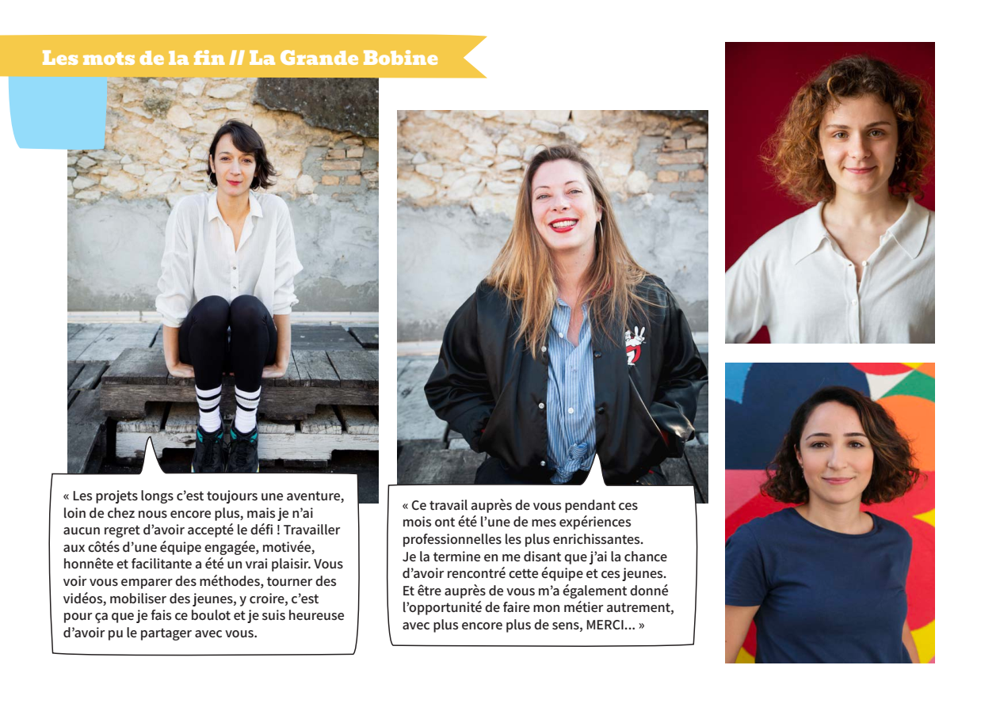 Les mots de la fin // La Grande Bobine
« Les projets longs c’est toujours une aventure,
loin de chez nous encore plus, mais je n’ai
aucun regret d’avoir accepté le défi ! Travailler
aux côtés d’une équipe engagée, motivée,
honnête et facilitante a été un vrai plaisir. Vous
voir vous emparer des méthodes, tourner des
vidéos, mobiliser des jeunes, y croire, c’est
pour ça que je fais ce boulot et je suis heureuse
d’avoir pu le partager avec vous.
« Ce travail auprès de vous pendant ces
mois ont été l’une de mes expériences
professionnelles les plus enrichissantes.
Je la termine en me disant que j’ai la chance
d’avoir rencontré cette équipe et ces jeunes.
Et être auprès de vous m’a également donné
l’opportunité de faire mon métier autrement,
avec plus encore plus de sens, MERCI... »